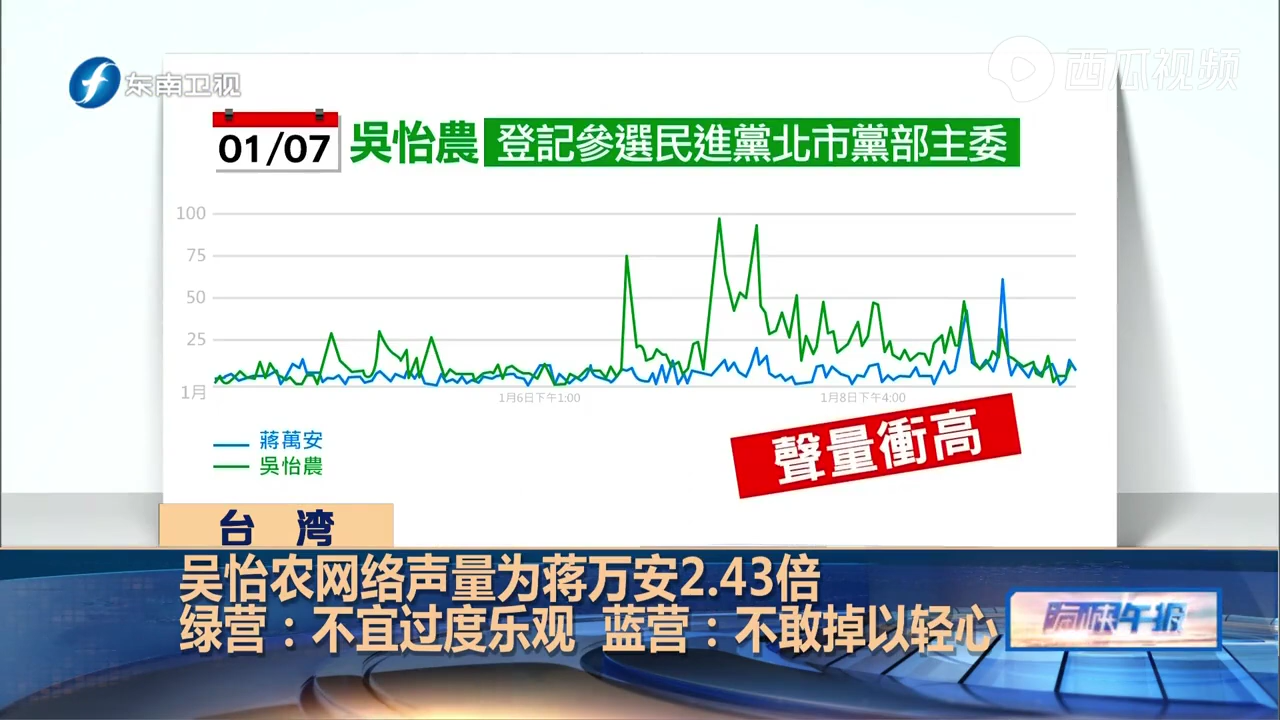 东南卫视
西瓜视频
01/07
吳怡農 登記參選民進黨北市黨部主委
100
75
50
25
1月
1月6日下午1:00
1月8日下午4:00
蔣萬安
吳怡農
聲量衝高
台湾
吴怡农网络声量为蒋万安2.43倍
绿营：不宜过度乐观 蓝营：不敢掉以轻心
海峡午报